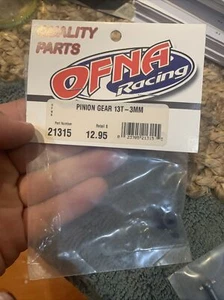 QUALITY
PARTS
OFNA
Racing
PINION GEAR 13T-3MM
Part Number
Retail $
21315
12.95